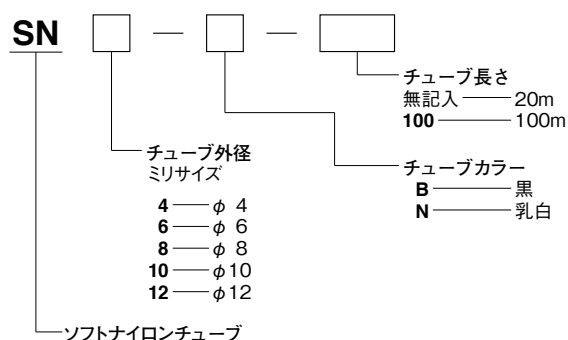 SN □ — □ — □
チューブ長さ
無記入 — 20m
100 — 100m
チューブ外径
ミリサイズ
4 — φ 4
6 — φ 6
8 — φ 8
10 — φ10
12 — φ12
チューブカラー
B — 黒
N — 乳白
ソフトナイロンチューブ